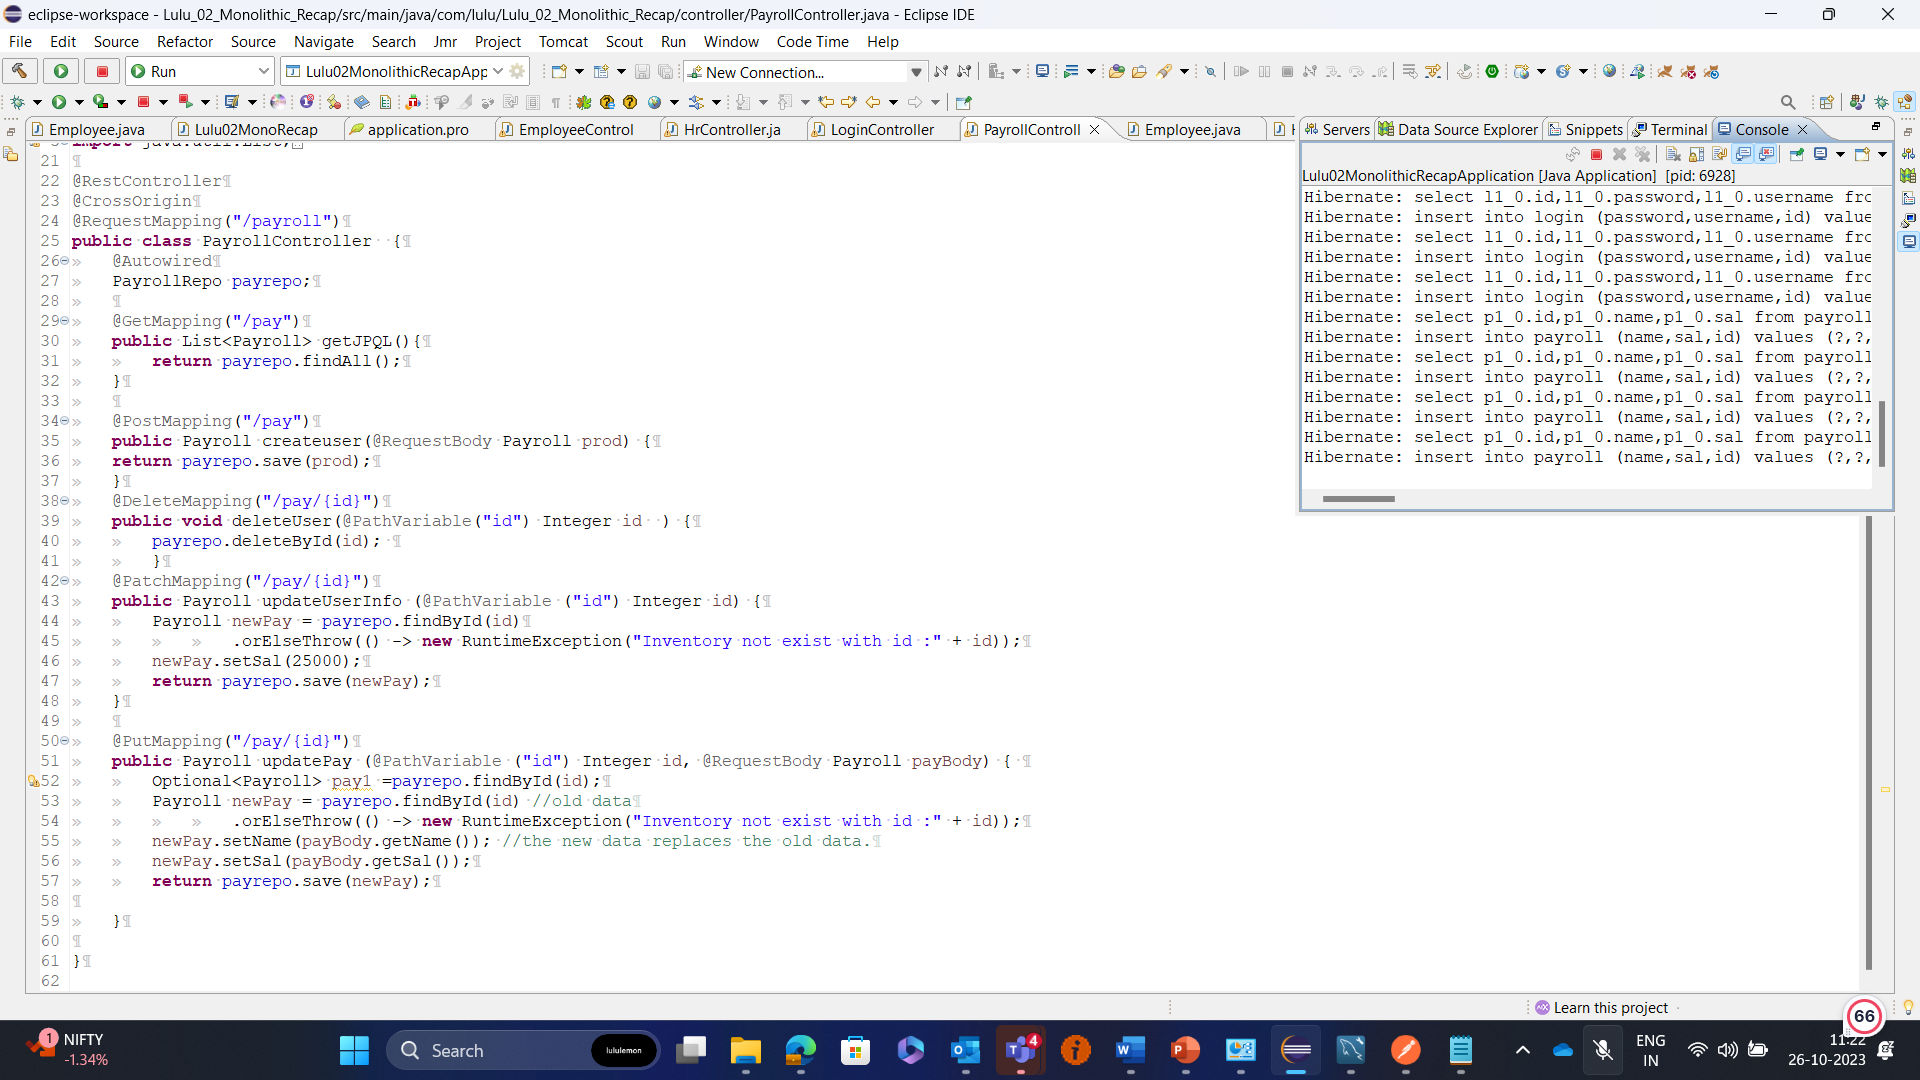 eclipse-workspace - Lulu_02_Monolithic_Recap/src/main/java/com/lulu/Lulu_02_Monolithic_Recap/controller/PayrollController.java - Eclipse IDE
File Edit Source Refactor Source Navigate Search Jmr Project Tomcat Scout Run Window Code Time Help
Run Lulu02MonolithicRecapApp New Connection...
Employee.java Lulu02MonoRecap application.pro EmployeeControl HrController.ja LoginController PayrollControll Employee.java
import java.util.List;
21 ¶
22 @RestController¶
23 @CrossOrigin¶
24 @RequestMapping("/payroll")¶
25 public class PayrollController {¶
26 @Autowired¶
27 PayrollRepo payrepo;¶
28 ¶
29 @GetMapping("/pay")¶
30 public List<Payroll> getJPQL(){¶
31 return payrepo.findAll();¶
32 }¶
33 ¶
34 @PostMapping("/pay")¶
35 public Payroll createuser(@RequestBody Payroll prod) {¶
36 return payrepo.save(prod);¶
37 }¶
38 @DeleteMapping("/pay/{id}")¶
39 public void deleteUser(@PathVariable("id") Integer id ) {¶
40 payrepo.deleteById(id); ¶
41 }¶
42 @PatchMapping("/pay/{id}")¶
43 public Payroll updateUserInfo (@PathVariable ("id") Integer id) {¶
44 Payroll newPay = payrepo.findById(id)¶
45 .orElseThrow(() -> new RuntimeException("Inventory not exist with id :" + id));¶
46 newPay.setSal(25000);¶
47 return payrepo.save(newPay);¶
48 }¶
49 ¶
50 @PutMapping("/pay/{id}")¶
51 public Payroll updatePay (@PathVariable ("id") Integer id, @RequestBody Payroll payBody) { ¶
52 Optional<Payroll> pay1 =payrepo.findById(id);¶
53 Payroll newPay = payrepo.findById(id) //old data¶
54 .orElseThrow(() -> new RuntimeException("Inventory not exist with id :" + id));¶
55 newPay.setName(payBody.getName()); //the new data replaces the old data.¶
56 newPay.setSal(payBody.getSal());¶
57 return payrepo.save(newPay);¶
58 ¶
59 }¶
60 ¶
61 }¶
62
Servers Data Source Explorer Snippets Terminal Console
Lulu02MonolithicRecapApplication [Java Application] [pid: 6928]
Hibernate: select l1_0.id,l1_0.password,l1_0.username frc
Hibernate: insert into login (password,username,id) value
Hibernate: select l1_0.id,l1_0.password,l1_0.username frc
Hibernate: insert into login (password,username,id) value
Hibernate: select l1_0.id,l1_0.password,l1_0.username frc
Hibernate: insert into login (password,username,id) value
Hibernate: select p1_0.id,p1_0.name,p1_0.sal from payroll
Hibernate: insert into payroll (name,sal,id) values (?,?,
Hibernate: select p1_0.id,p1_0.name,p1_0.sal from payroll
Hibernate: insert into payroll (name,sal,id) values (?,?,
Hibernate: select p1_0.id,p1_0.name,p1_0.sal from payroll
Hibernate: insert into payroll (name,sal,id) values (?,?,
Hibernate: select p1_0.id,p1_0.name,p1_0.sal from payroll
Hibernate: insert into payroll (name,sal,id) values (?,?,
Learn this project
66
1 NIFTY
-1.34%
Search
lululemon
4
ENG
IN
11:22
26-10-2023